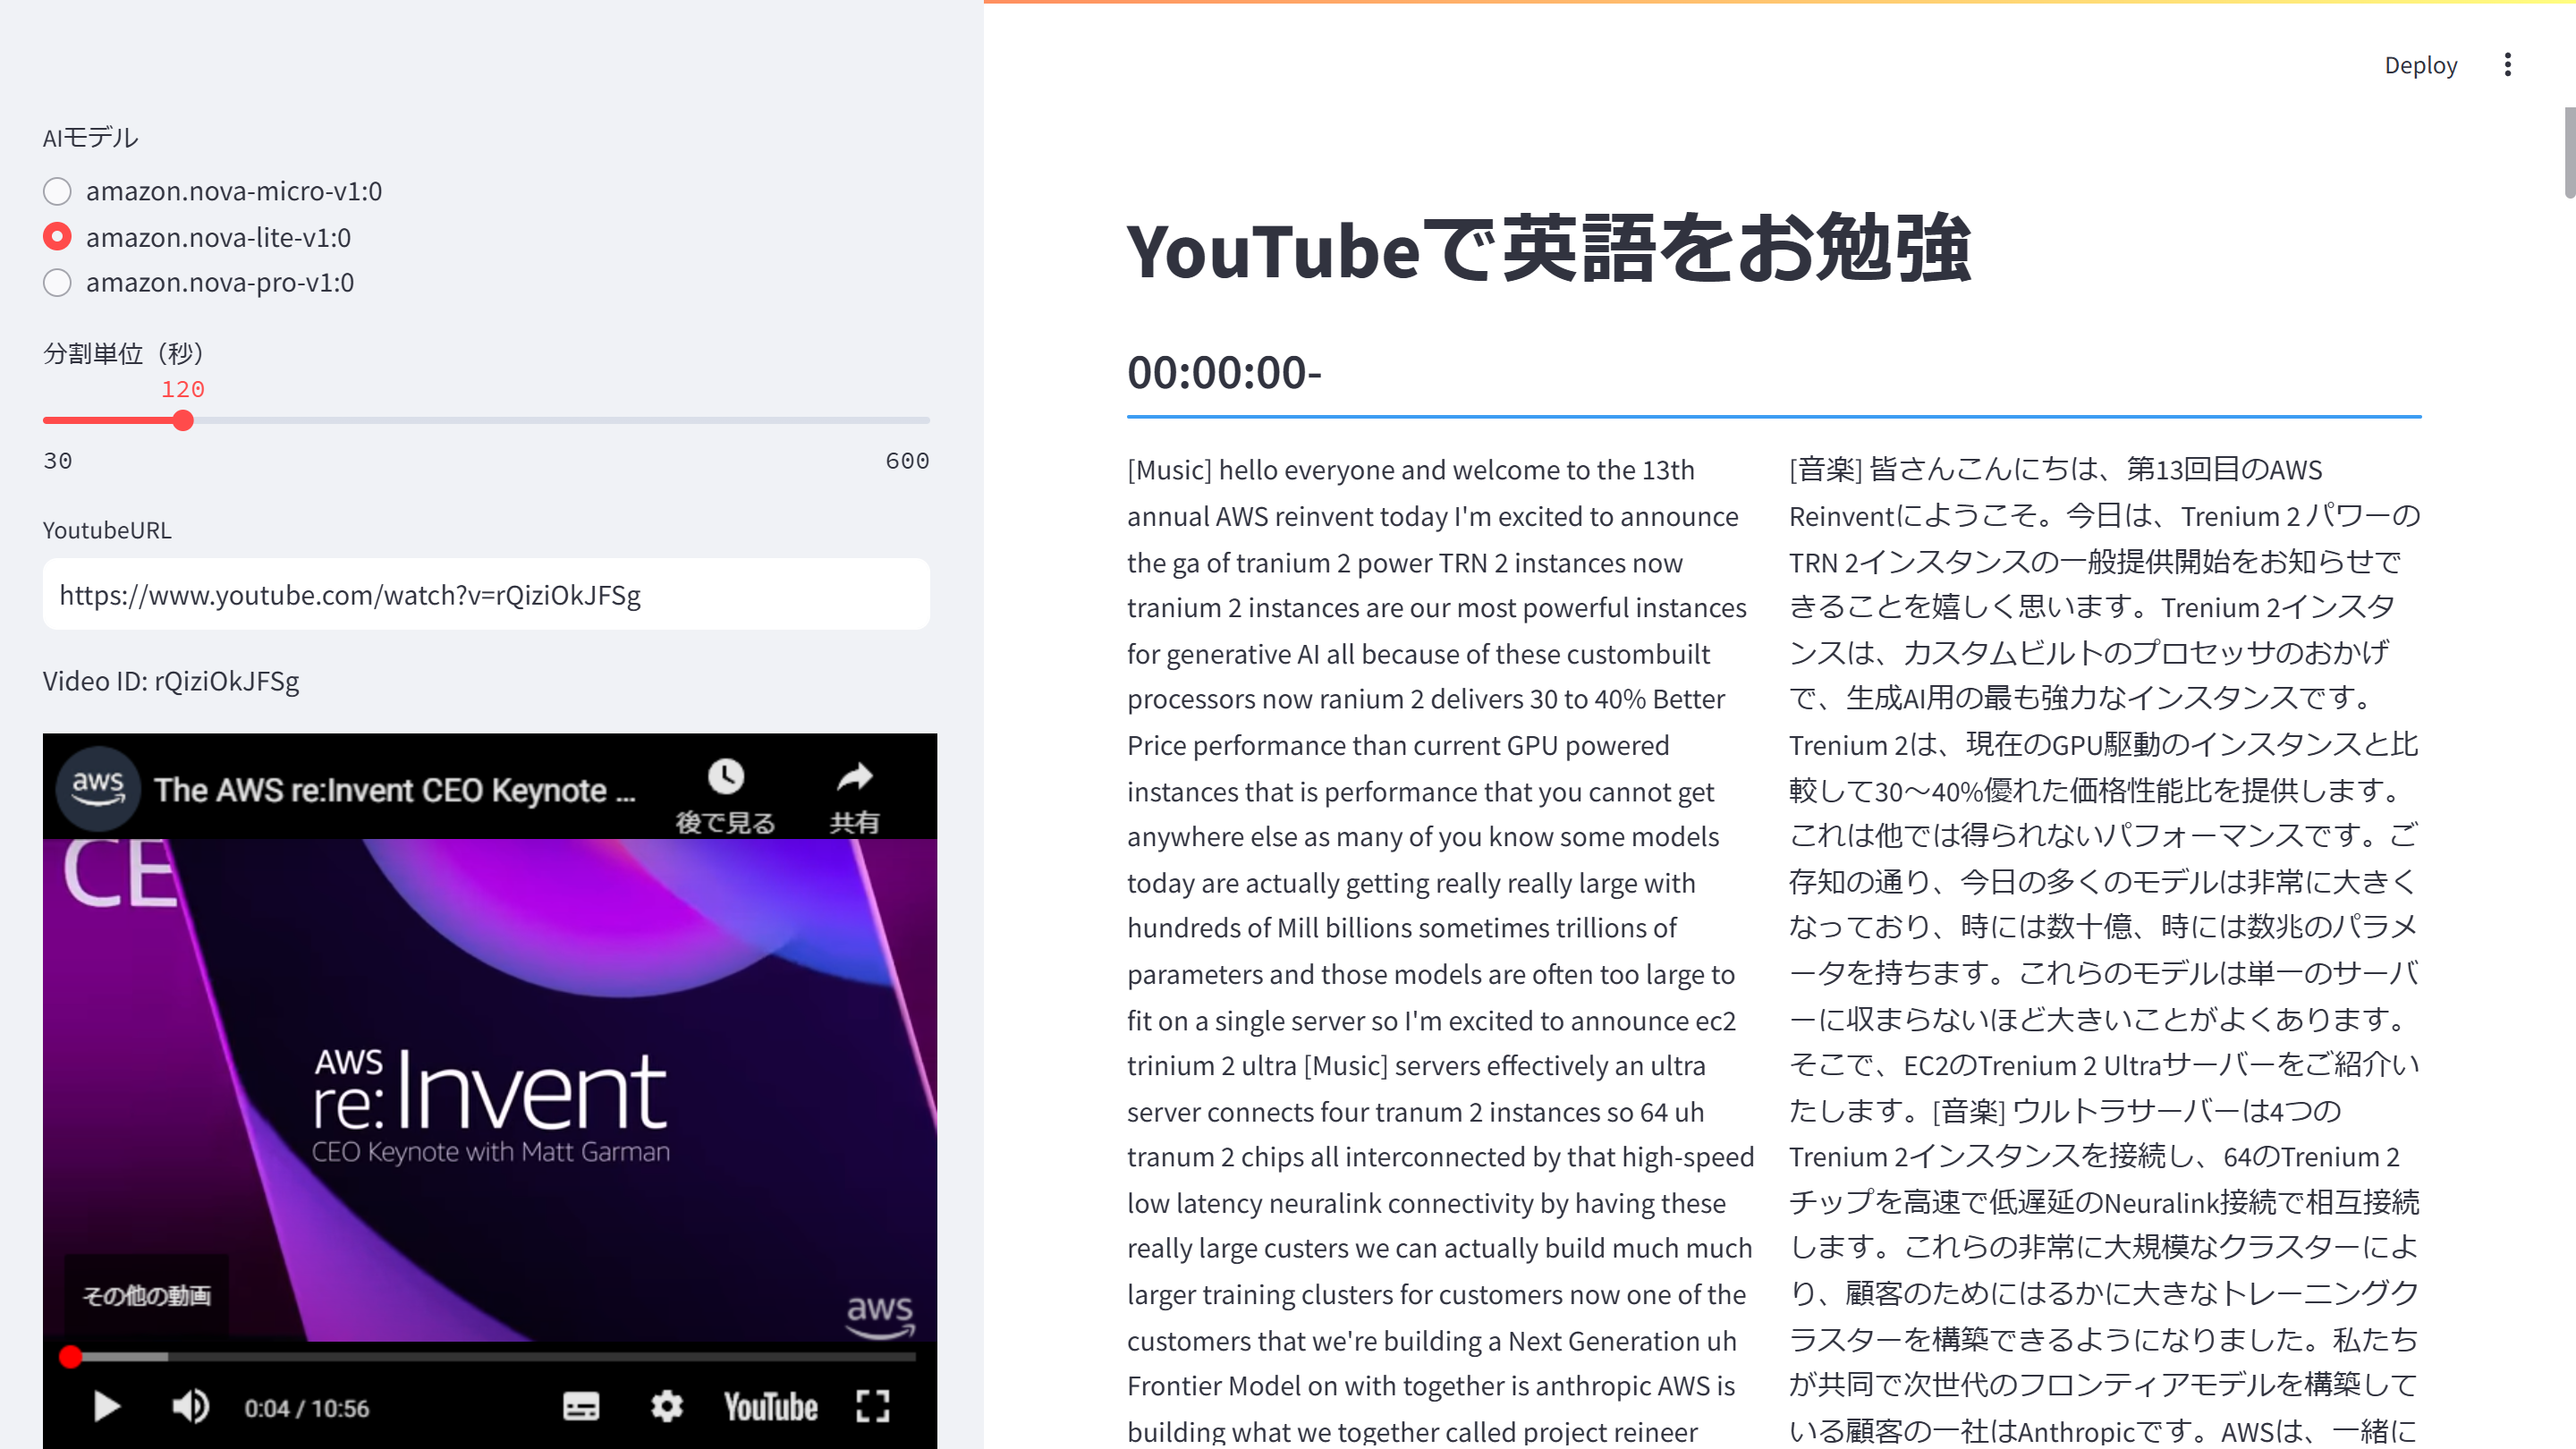 Deploy
AIモデル
amazon.nova-micro-v1:0
amazon.nova-lite-v1:0
amazon.nova-pro-v1:0
分割単位（秒）
120
30
600
YoutubeURL
https://www.youtube.com/watch?v=rQiziOkJFSg
Video ID: rQiziOkJFSg
aws
The AWS re:Invent CEO Keynote ...
後で見る
共有
CE
AWS
re:Invent
CEO Keynote with Matt Garman
その他の動画
aws
0:04 / 10:56
YouTube
YouTubeで英語をお勉強
00:00:00-
[Music] hello everyone and welcome to the 13th
annual AWS reinvent today I'm excited to announce
the ga of tranium 2 power TRN 2 instances now
tranium 2 instances are our most powerful instances
for generative AI all because of these custombuilt
processors now ranium 2 delivers 30 to 40% Better
Price performance than current GPU powered
instances that is performance that you cannot get
anywhere else as many of you know some models
today are actually getting really really large with
hundreds of Mill billions sometimes trillions of
parameters and those models are often too large to
fit on a single server so I'm excited to announce ec2
trinium 2 ultra [Music] servers effectively an ultra
server connects four tranum 2 instances so 64 uh
tranum 2 chips all interconnected by that high-speed
low latency neuralink connectivity by having these
really large custers we can actually build much much
larger training clusters for customers now one of the
customers that we're building a Next Generation uh
Frontier Model on with together is anthropic AWS is
building what we together called project reineer
[音楽] 皆さんこんにちは、第13回目のAWS
Reinventにようこそ。今日は、Trenium 2 パワーの
TRN 2インスタンスの一般提供開始をお知らせで
きることを嬉しく思います。Trenium 2インスタ
ンスは、カスタムビルトのプロセッサのおかげ
で、生成AI用の最も強力なインスタンスです。
Trenium 2は、現在のGPU駆動のインスタンスと比
較して30〜40%優れた価格性能比を提供します。
これは他では得られないパフォーマンスです。ご
存知の通り、今日の多くのモデルは非常に大きく
なっており、時には数十億、時には数兆のパラメ
ータを持ちます。これらのモデルは単一のサーバ
ーに収まらないほど大きいことがよくあります。
そこで、EC2のTrenium 2 Ultraサーバーをご紹介い
たします。[音楽] ウルトラサーバーは4つの
Trenium 2インスタンスを接続し、64のTrenium 2
チップを高速で低遅延のNeuralink接続で相互接続
します。これらの非常に大規模なクラスターによ
り、顧客のためにはるかに大きなトレーニングク
ラスターを構築できるようになりました。私たち
が共同で次世代のフロンティアモデルを構築して
いる顧客の一社はAnthropicです。AWSは、一緒に